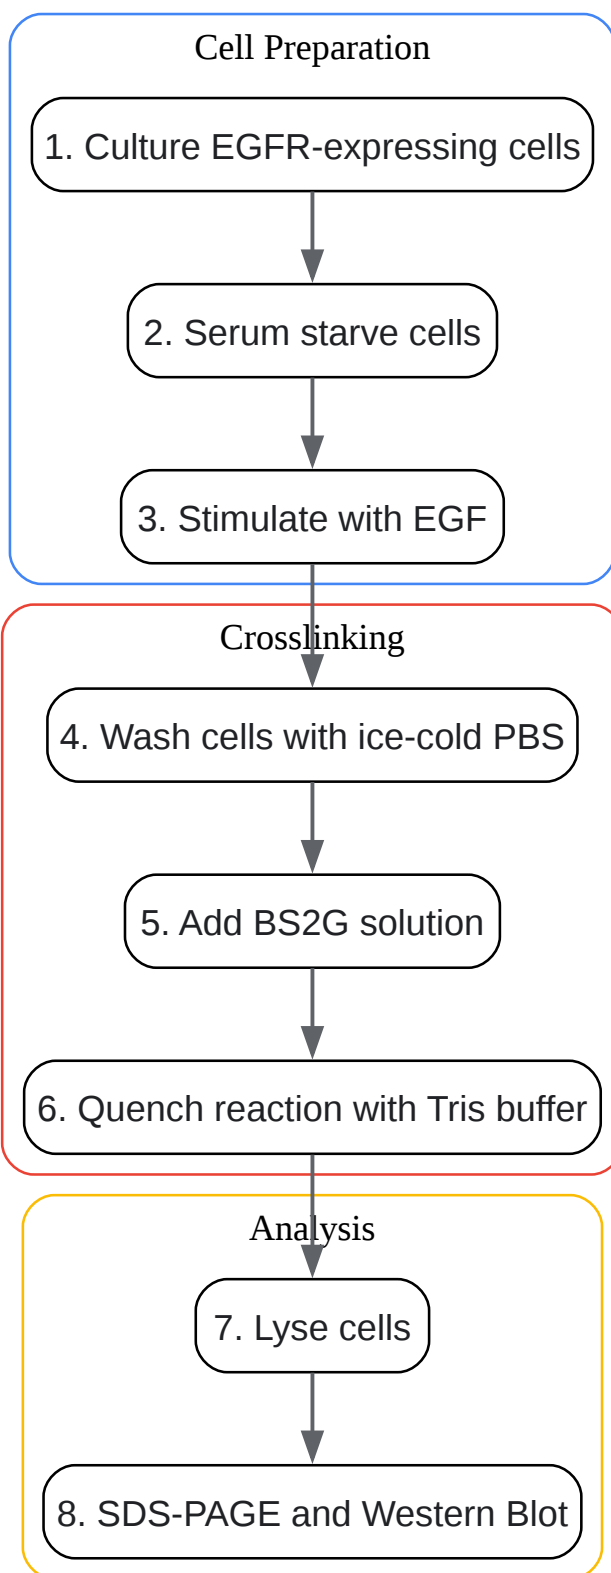 Cell Preparation
1. Culture EGFR-expressing cells
2. Serum starve cells
3. Stimulate with EGF
Crosslinking
4. Wash cells with ice-cold PBS
5. Add BS2G solution
6. Quench reaction with Tris buffer
Analysis
7. Lyse cells
8. SDS-PAGE and Western Blot